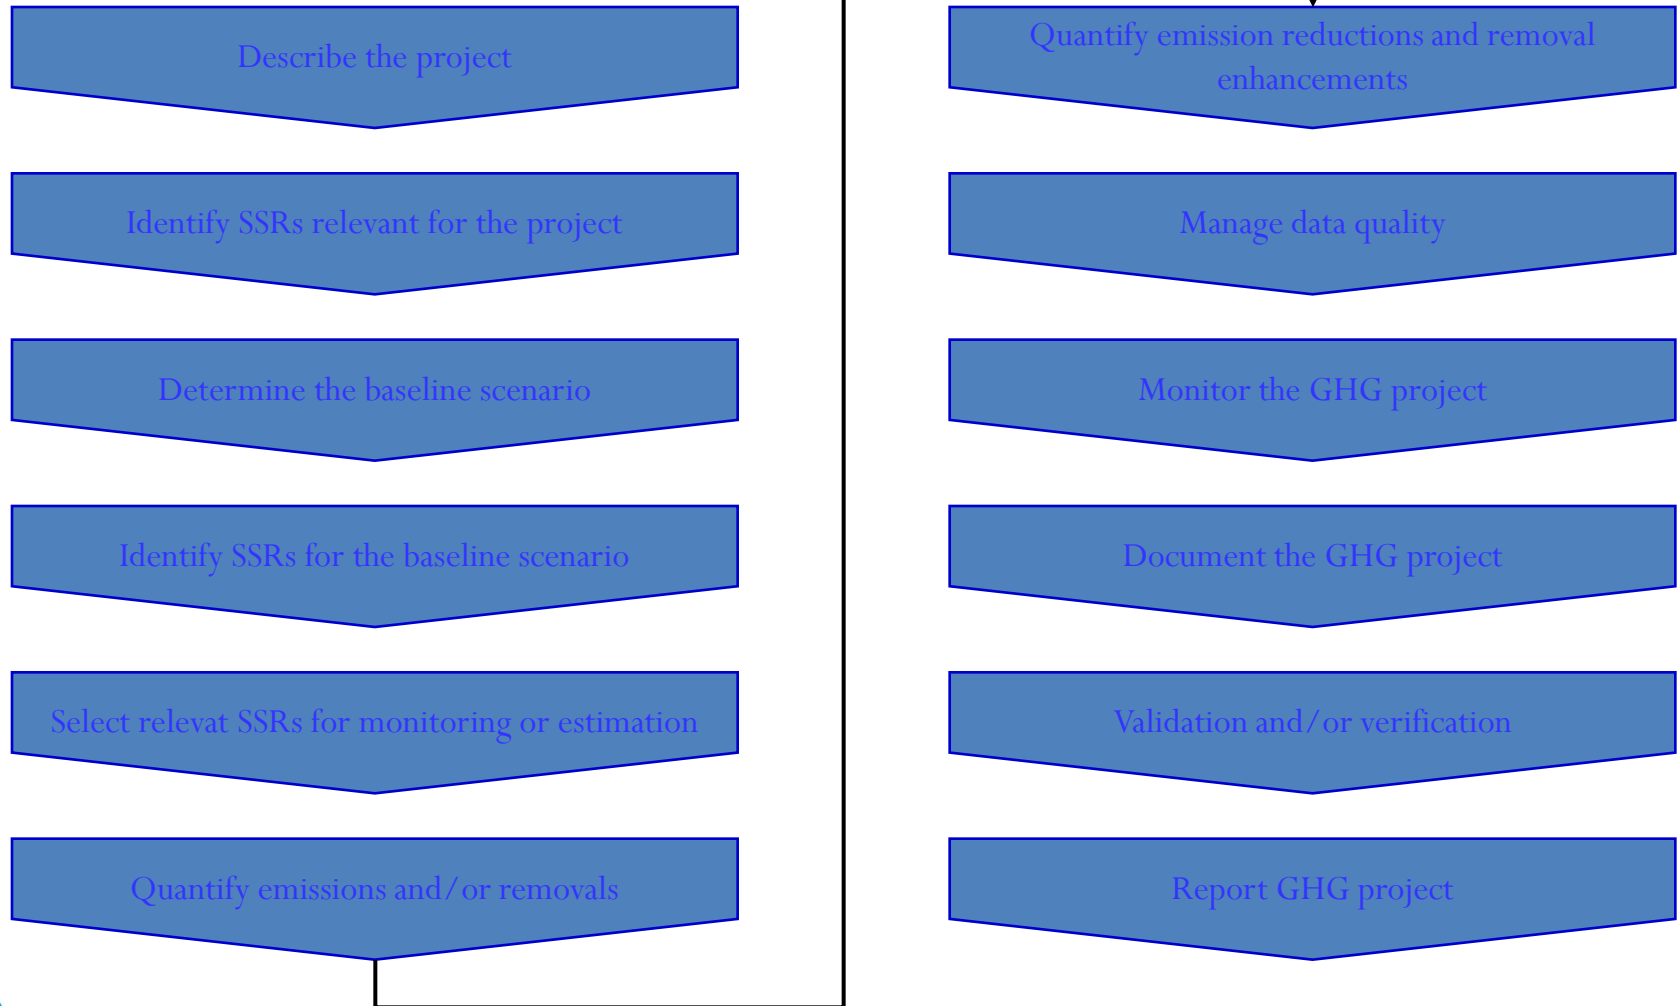 Describe the project
Identify SSRs relevant for the project
Determine the baseline scenario
Identify SSRs for the baseline scenario
Select relevat SSRs for monitoring or estimation
Quantify emissions and/or removals
Quantify emission reductions and removal
enhancements
Manage data quality
Monitor the GHG project
Document the GHG project
Validation and/or verification
Report GHG project